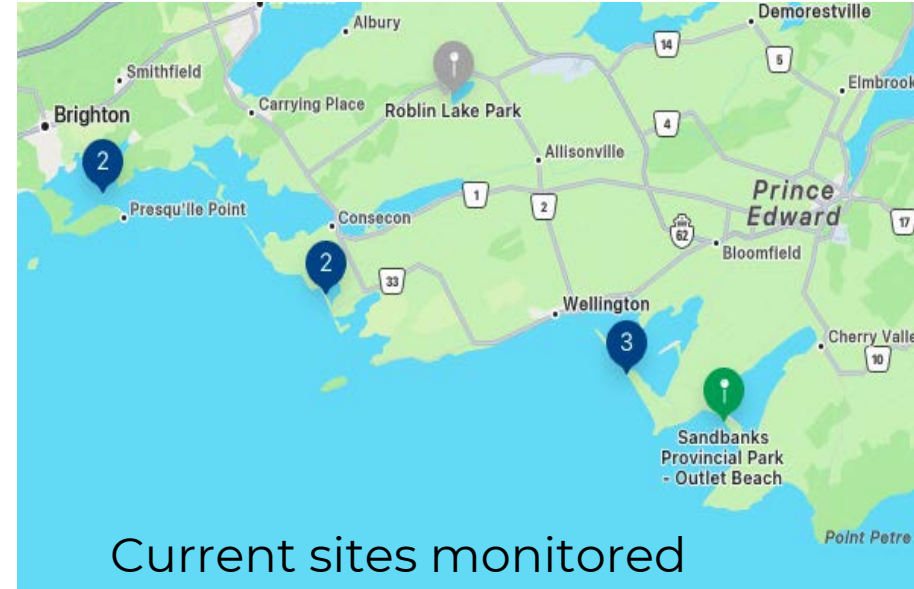 Albury
Demorestville
14
5
Smithfield
Elmbrook
Carrying Place
Roblin Lake Park
Brighton
4
2
Allisonville
Prince
Edward
1
2
Presqu'Ile Point
Consecon
62
17
Bloomfield
2
33
Wellington
3
Cherry Valle
10
Sandbanks
Provincial Park
- Outlet Beach
Point Petre
Current sites monitored